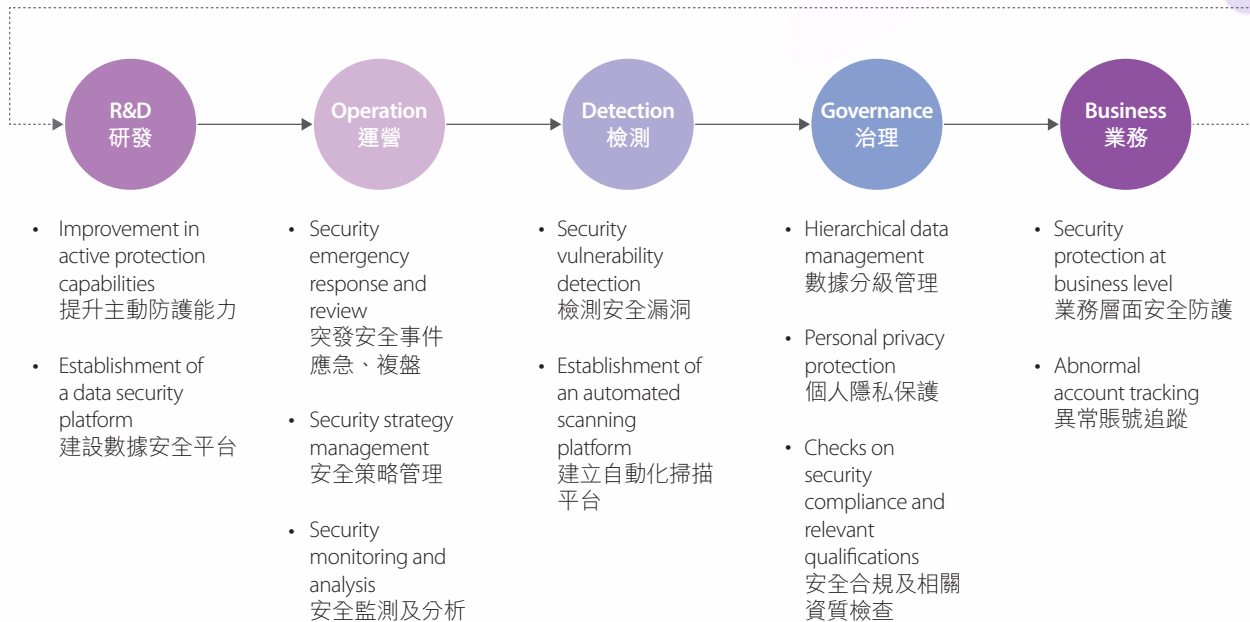 R&D
研發
Operation
運營
Detection
檢測
Governance
治理
Business
業務
• Improvement in
active protection
capabilities
提升主動防護能力
• Establishment of
a data security
platform
建設數據安全平台
• Security
emergency
response and
review
突發安全事件
應急、複盤
• Security strategy
management
安全策略管理
• Security
monitoring and
analysis
安全監測及分析
• Security
vulnerability
detection
檢測安全漏洞
• Establishment of
an automated
scanning
platform
建立自動化掃描
平台
• Hierarchical data
management
數據分級管理
• Personal privacy
protection
個人隱私保護
• Checks on
security
compliance and
relevant
qualifications
安全合規及相關
資質檢查
• Security
protection at
business level
業務層面安全防護
• Abnormal
account tracking
異常賬號追蹤